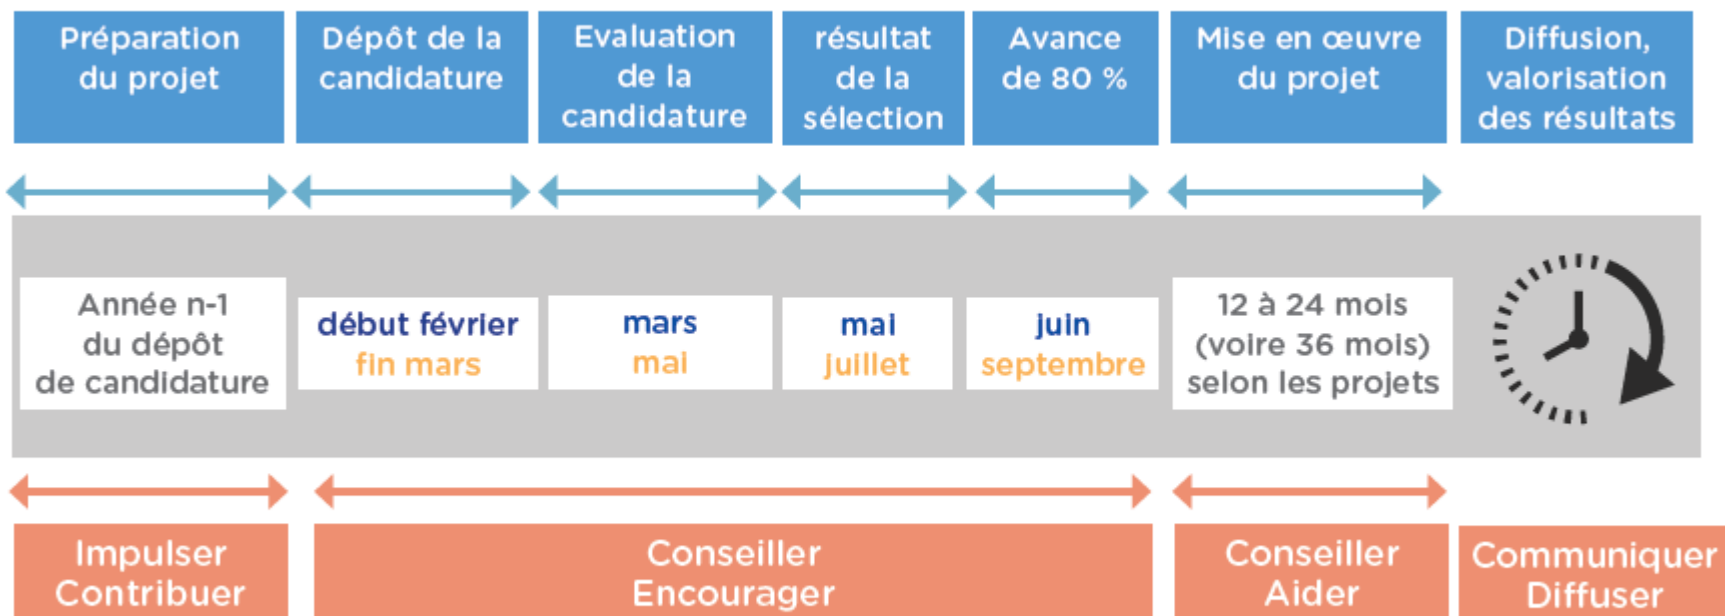 Préparation
du projet
Dépôt de la
candidature
Evaluation
de la
candidature
résultat
de la
sélection
Avance
de 80 %
Mise en œuvre
du projet
Diffusion,
valorisation
des résultats
Année n-1
du dépôt
de candidature
début février
fin mars
mars
mai
mai
juillet
juin
septembre
12 à 24 mois
(voire 36 mois)
selon les projets
Impulser
Contribuer
Conseiller
Encourager
Conseiller
Aider
Communiquer
Diffuser